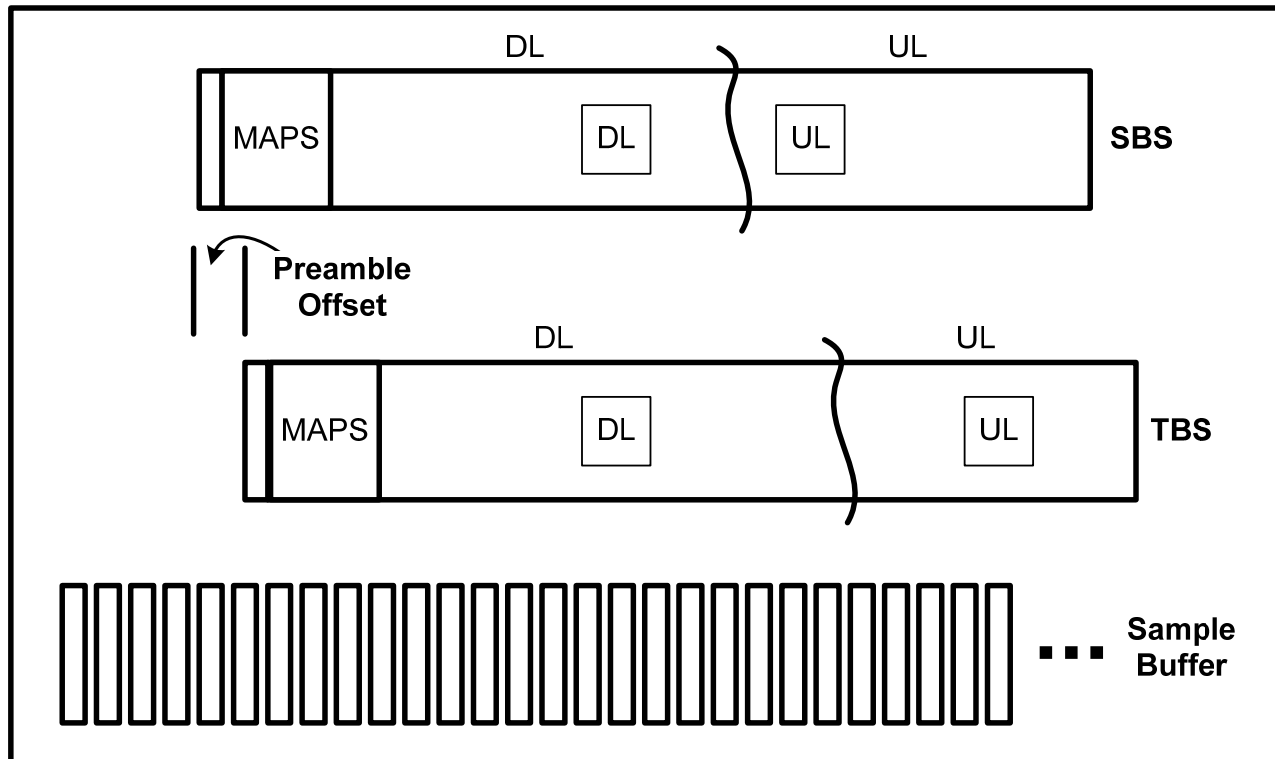 DL UL
MAPS DL UL SBS
Preamble
Offset
DL UL
MAPS DL UL TBS
Sample
Buffer